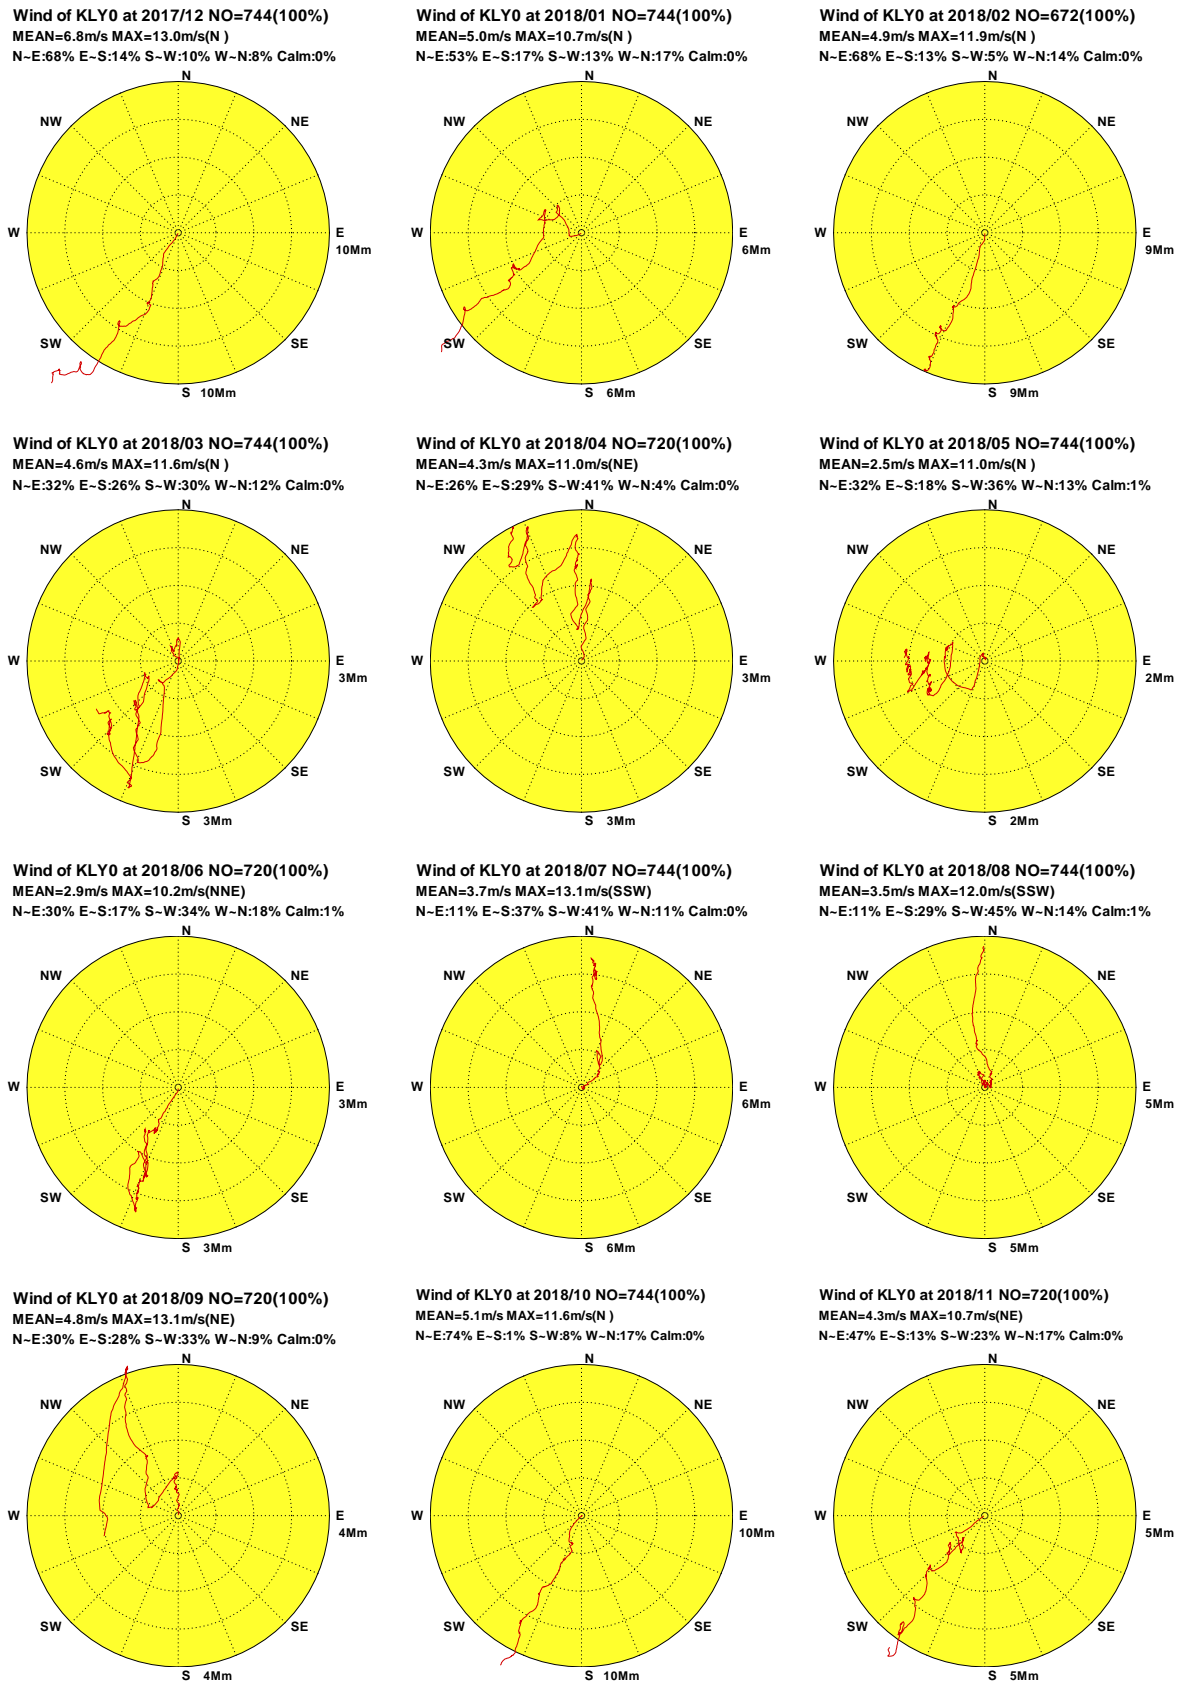 Wind of KLY0 at 2017/12 NO=744(100%)
MEAN=6.8m/s MAX=13.0m/s(N )
N~E:68% E~S:14% S~W:10% W~N:8% Calm:0%
N
NW
NE
W
E
10Mm
SW
SE
S 10Mm
Wind of KLY0 at 2018/01 NO=744(100%)
MEAN=5.0m/s MAX=10.7m/s(N )
N~E:53% E~S:17% S~W:13% W~N:17% Calm:0%
N
NW
NE
W
E
6Mm
SW
SE
S 6Mm
Wind of KLY0 at 2018/02 NO=672(100%)
MEAN=4.9m/s MAX=11.9m/s(N )
N~E:68% E~S:13% S~W:5% W~N:14% Calm:0%
N
NW
NE
W
E
9Mm
SW
SE
S 9Mm
Wind of KLY0 at 2018/03 NO=744(100%)
MEAN=4.6m/s MAX=11.6m/s(N )
N~E:32% E~S:26% S~W:30% W~N:12% Calm:0%
N
NW
NE
W
E
3Mm
SW
SE
S 3Mm
Wind of KLY0 at 2018/04 NO=720(100%)
MEAN=4.3m/s MAX=11.0m/s(NE)
N~E:26% E~S:29% S~W:41% W~N:4% Calm:0%
N
NW
NE
W
E
3Mm
SW
SE
S 3Mm
Wind of KLY0 at 2018/05 NO=744(100%)
MEAN=2.5m/s MAX=11.0m/s(N )
N~E:32% E~S:18% S~W:36% W~N:13% Calm:1%
N
NW
NE
W
E
2Mm
SW
SE
S 2Mm
Wind of KLY0 at 2018/06 NO=720(100%)
MEAN=2.9m/s MAX=10.2m/s(NNE)
N~E:30% E~S:17% S~W:34% W~N:18% Calm:1%
N
NW
NE
W
E
3Mm
SW
SE
S 3Mm
Wind of KLY0 at 2018/07 NO=744(100%)
MEAN=3.7m/s MAX=13.1m/s(SSW)
N~E:11% E~S:37% S~W:41% W~N:11% Calm:0%
N
NW
NE
W
E
6Mm
SW
SE
S 6Mm
Wind of KLY0 at 2018/08 NO=744(100%)
MEAN=3.5m/s MAX=12.0m/s(SSW)
N~E:11% E~S:29% S~W:45% W~N:14% Calm:1%
N
NW
NE
W
E
5Mm
SW
SE
S 5Mm
Wind of KLY0 at 2018/09 NO=720(100%)
MEAN=4.8m/s MAX=13.1m/s(NE)
N~E:30% E~S:28% S~W:33% W~N:9% Calm:0%
N
NW
NE
W
E
4Mm
SW
SE
S 4Mm
Wind of KLY0 at 2018/10 NO=744(100%)
MEAN=5.1m/s MAX=11.6m/s(N )
N~E:74% E~S:1% S~W:8% W~N:17% Calm:0%
N
NW
NE
W
E
10Mm
SW
SE
S 10Mm
Wind of KLY0 at 2018/11 NO=720(100%)
MEAN=4.3m/s MAX=10.7m/s(NE)
N~E:47% E~S:13% S~W:23% W~N:17% Calm:0%
N
NW
NE
W
E
5Mm
SW
SE
S 5Mm